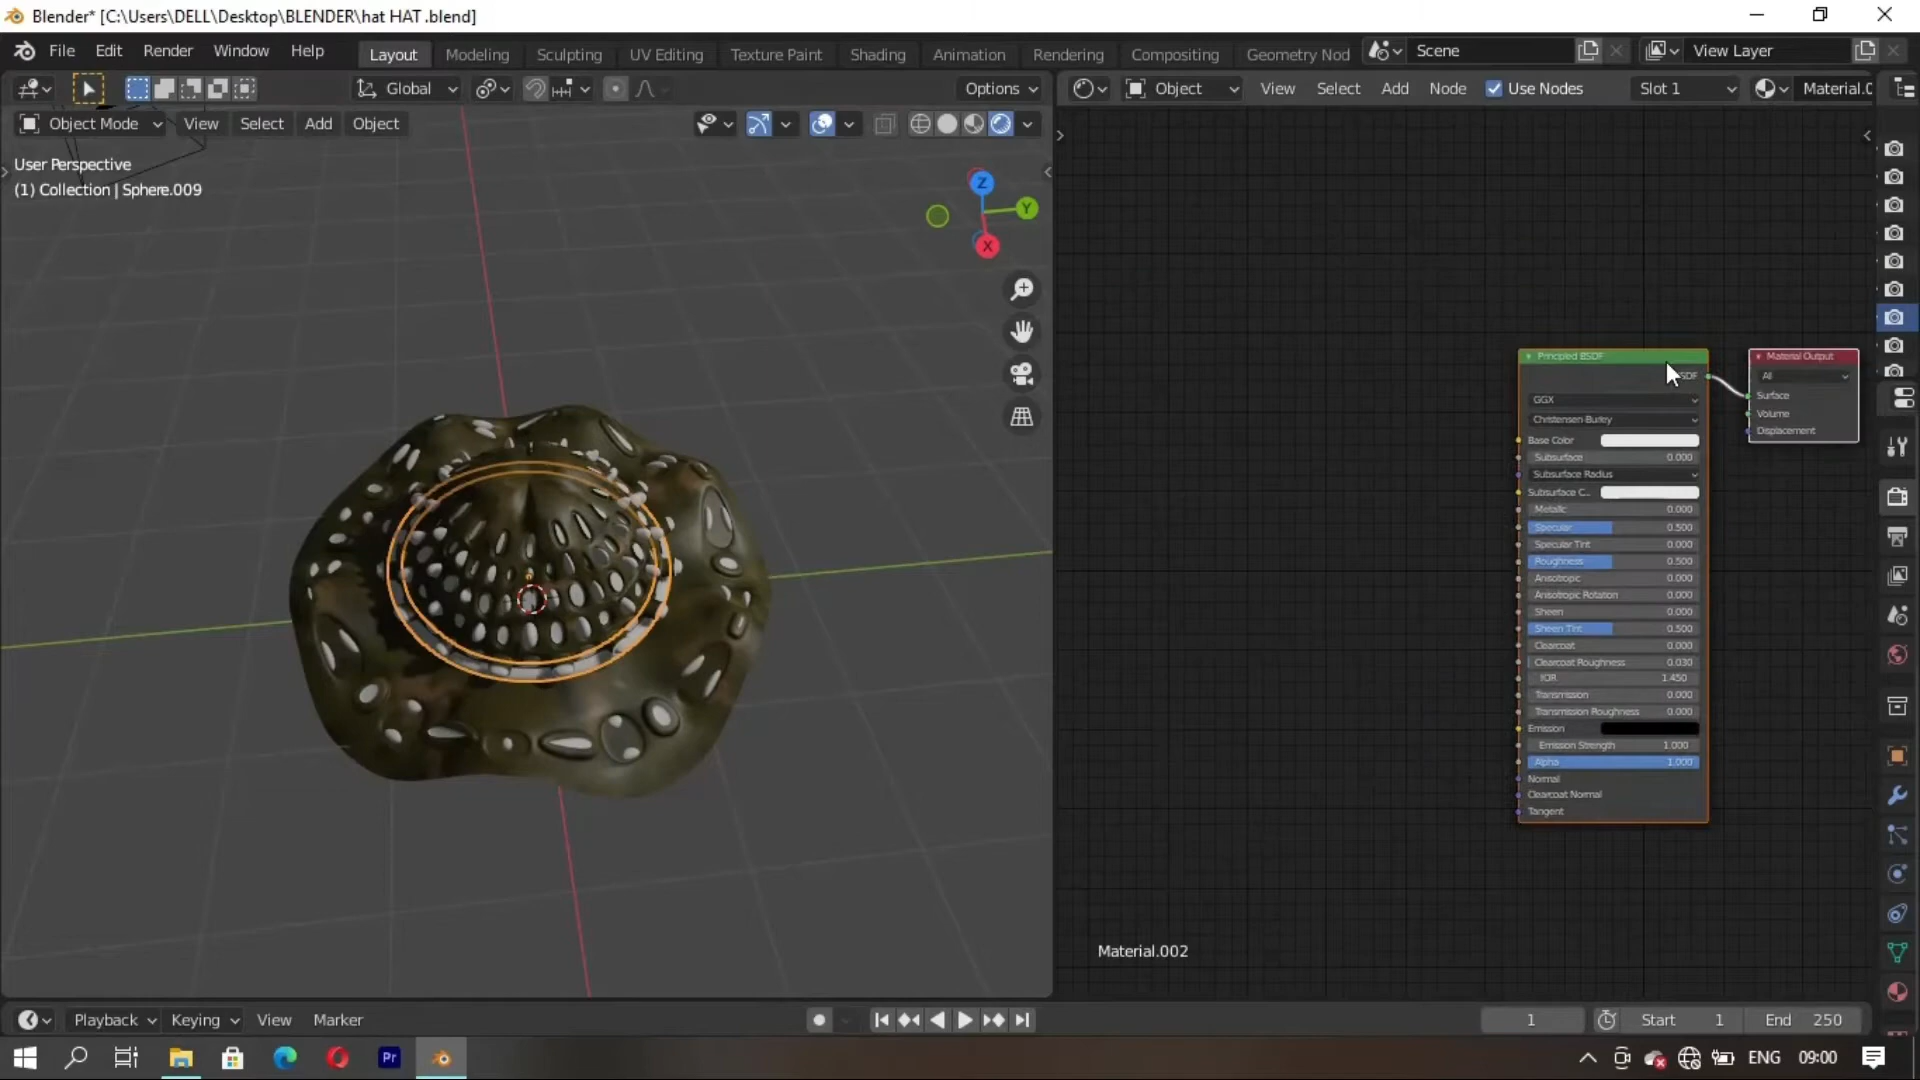 Blender* [C:\Users\DELL\Desktop\BLENDER\hat HAT .blend]
File Edit Render Window Help Layout Modeling Sculpting UV Editing Texture Paint Shading Animation Rendering Compositing Geometry Nod Scene View Layer
Global Options Object View Select Add Node Use Nodes Slot 1 Material.0
Object Mode View Select Add Object
User Perspective
(1) Collection | Sphere.009
Z
Y
X
Principled BSDF
BSDF
GGX
Christensen-Burley
Base Color
Subsurface 0.000
Subsurface Radius
Subsurface C...
Metallic 0.000
Specular 0.500
Specular Tint 0.000
Roughness 0.500
Anisotropic 0.000
Anisotropic Rotation 0.000
Sheen 0.000
Sheen Tint 0.500
Clearcoat 0.000
Clearcoat Roughness 0.030
IOR 1.450
Transmission 0.000
Transmission Roughness 0.000
Emission
Emission Strength 1.000
Alpha 1.000
Normal
Clearcoat Normal
Tangent
Material Output
All
Surface
Volume
Displacement
Material.002
Playback Keying View Marker 1 Start 1 End 250
Pr ENG 09:00